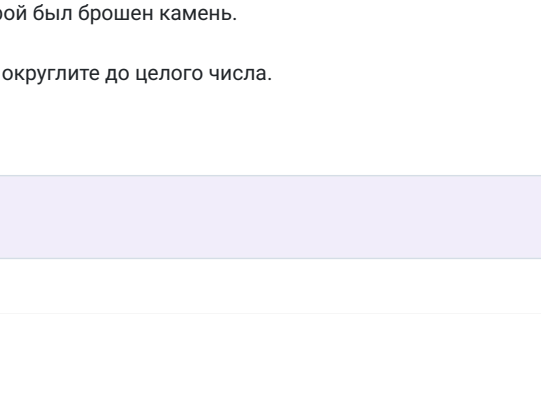 рой был брошен камень.
округлите до целого числа.